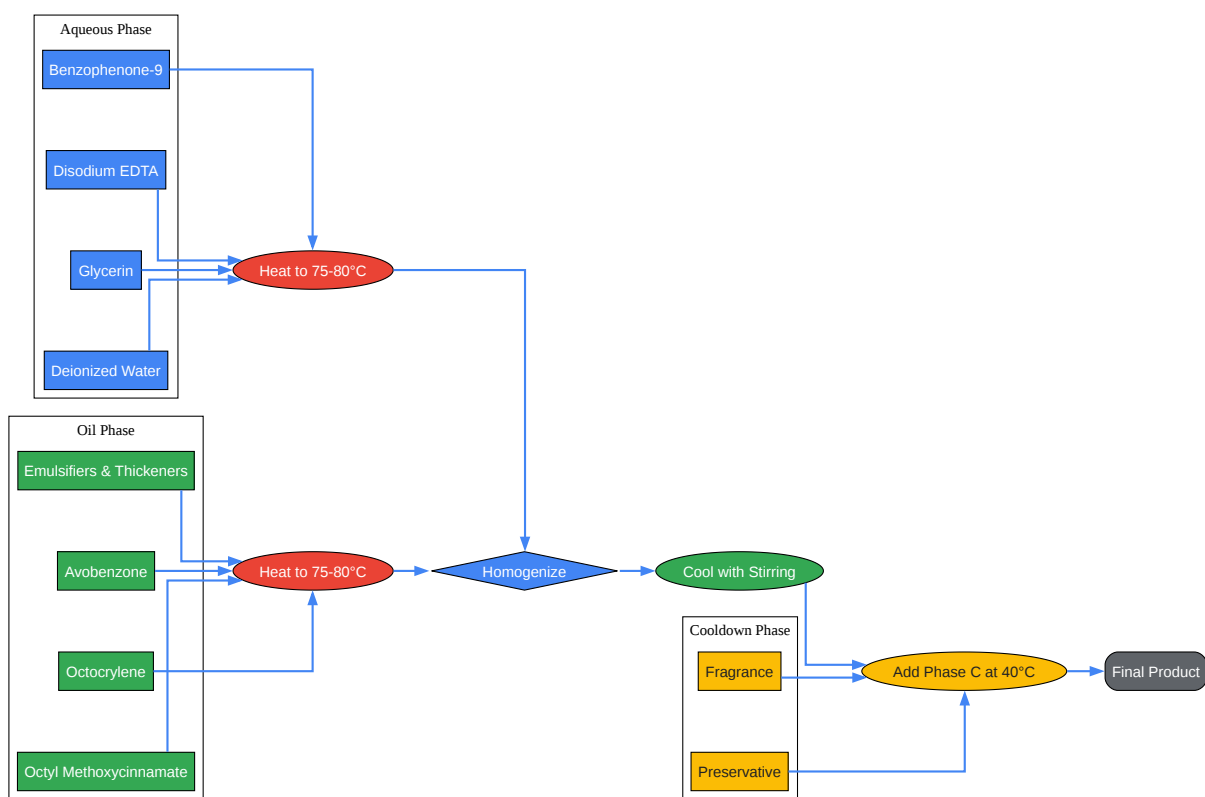 Aqueous Phase
Benzophenone-9
Disodium EDTA
Glycerin
Heat to 75-80°C
Deionized Water
Oil Phase
Emulsifiers & Thickeners
Avobenzone
Heat to 75-80°C
Homogenize
Cool with Stirring
Octocrylene
Octyl Methoxycinnamate
Cooldown Phase
Fragrance
Add Phase C at 40°C
Final Product
Preservative